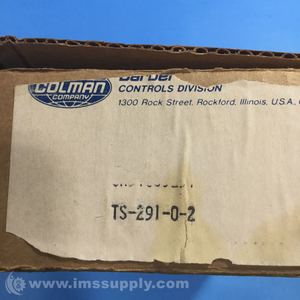 Barber
COLMAN
COMPANY
CONTROLS DIVISION
1300 Rock Street, Rockford, Illinois, U.S.A.
TS-291-0-2
© www.imssupply.com